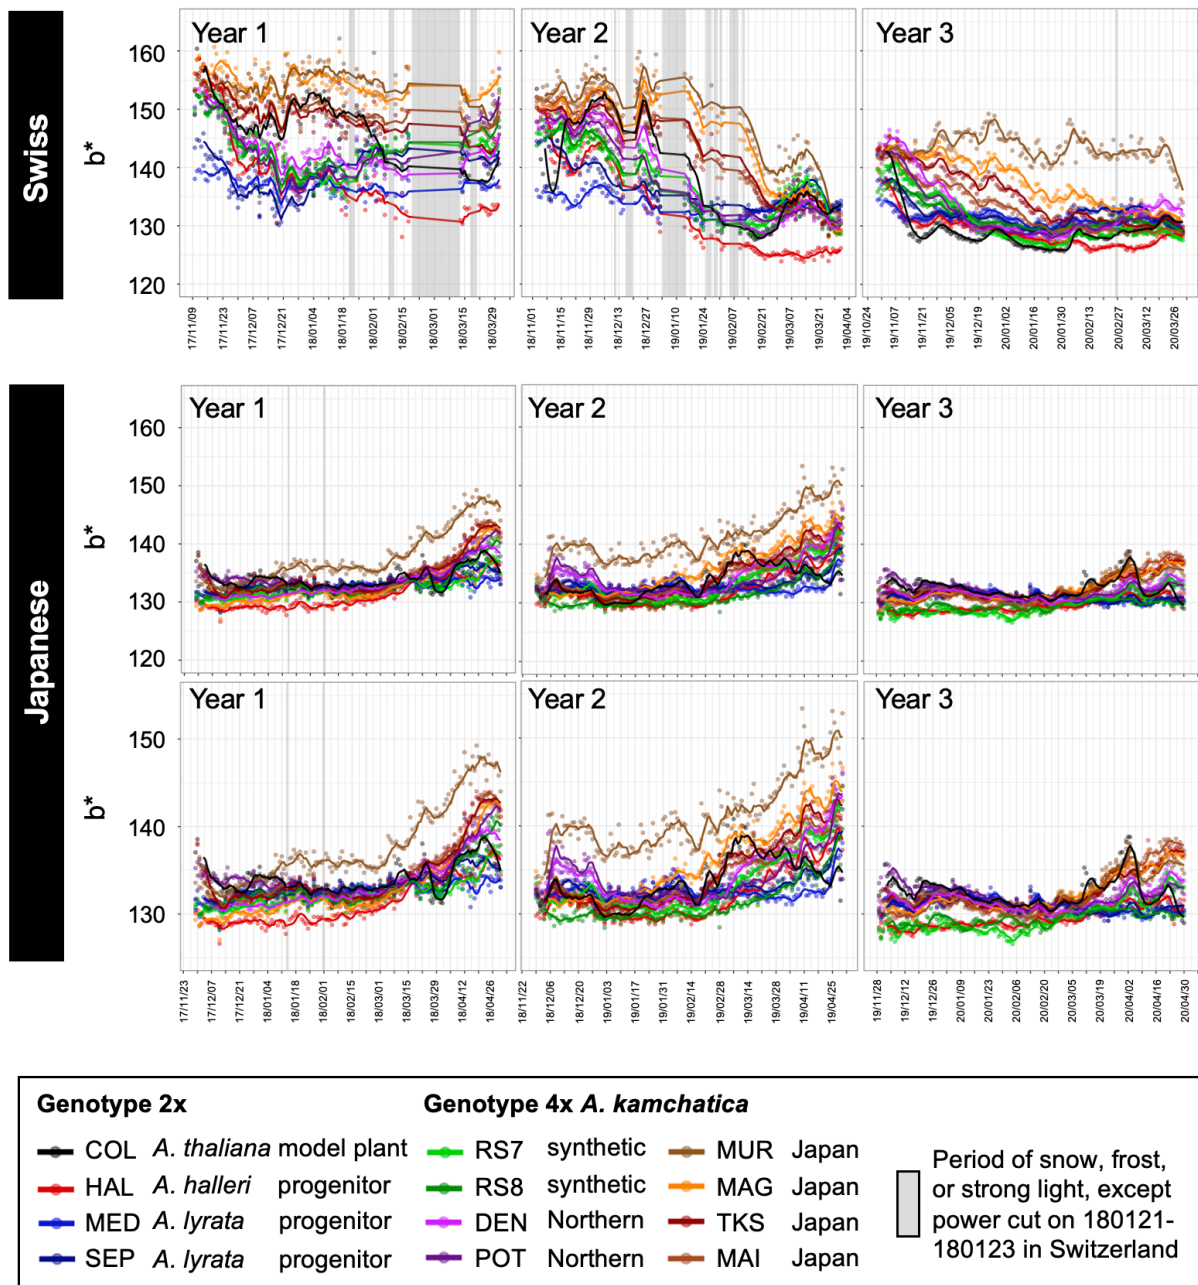 Swiss
b*
160
150
140
130
120
Year 1
Year 2
Year 3
17/11/09
17/11/23
17/12/07
17/12/21
18/01/04
18/01/18
18/02/01
18/02/15
18/03/01
18/03/15
18/03/29
18/11/01
18/11/15
18/11/29
18/12/13
18/12/27
19/01/10
19/01/24
19/02/07
19/02/21
19/03/07
19/03/21
19/04/04
19/10/24
19/11/07
19/11/21
19/12/05
19/12/19
20/01/02
20/01/16
20/01/30
20/02/13
20/02/27
20/03/12
20/03/26
Japanese
b*
160
150
140
130
120
Year 1
Year 2
Year 3
b*
150
140
130
Year 1
Year 2
Year 3
17/11/23
17/12/07
17/12/21
18/01/04
18/01/18
18/02/01
18/02/15
18/03/01
18/03/15
18/03/29
18/04/12
18/04/26
18/11/22
18/12/06
18/12/20
19/01/03
19/01/17
19/01/31
19/02/14
19/02/28
19/03/14
19/03/28
19/04/11
19/04/25
19/11/28
19/12/12
19/12/26
20/01/09
20/01/23
20/02/06
20/02/20
20/03/05
20/03/19
20/04/02
20/04/16
20/04/30
Genotype 2x
COL A. thaliana model plant
HAL A. halleri progenitor
MED A. lyrata progenitor
SEP A. lyrata progenitor
Genotype 4x A. kamchatica
RS7 synthetic
RS8 synthetic
DEN Northern
POT Northern
MUR Japan
MAG Japan
TKS Japan
MAI Japan
Period of snow, frost,
or strong light, except
power cut on 180121-
180123 in Switzerland